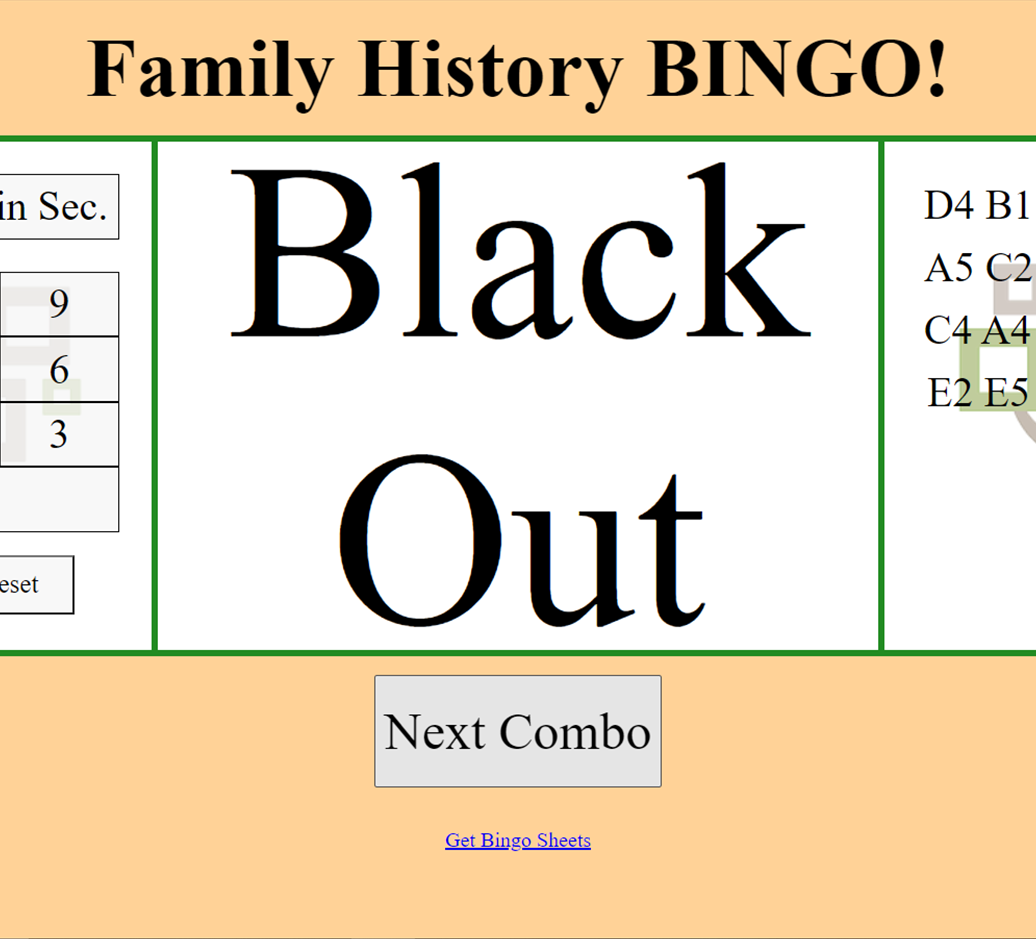 Family History BINGO!
in Sec.
9
6
3
eset
Black
Out
D4 B1
A5 C2
C4 A4
E2 E5
Next Combo
Get Bingo Sheets